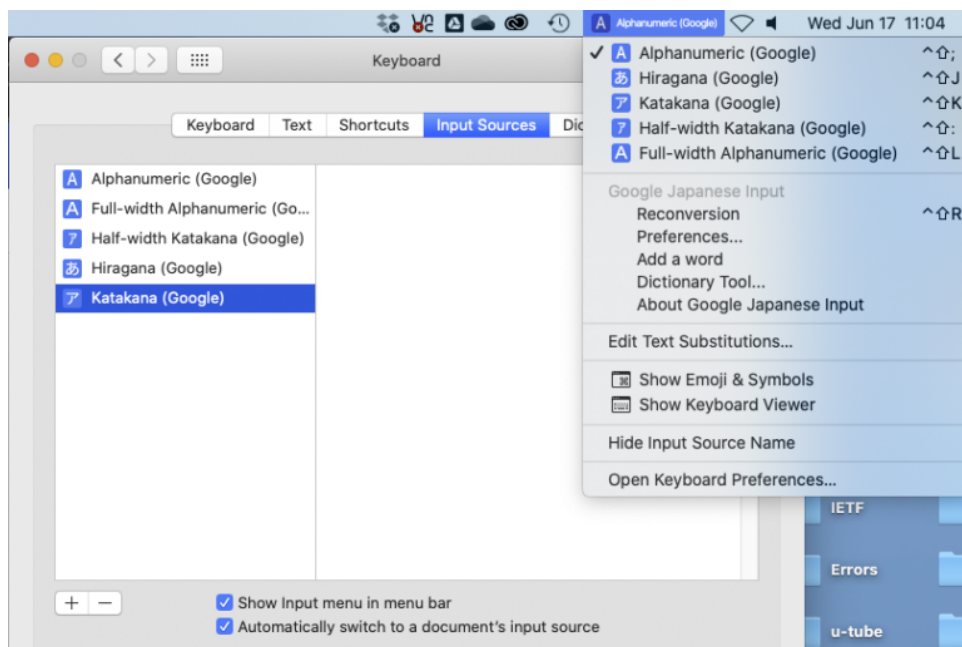 A Alphanumeric (Google) Wed Jun 17 11:04
Keyboard
Keyboard Text Shortcuts Input Sources Dic
A Alphanumeric (Google)
A Full-width Alphanumeric (Go...
ア Half-width Katakana (Google)
あ Hiragana (Google)
ア Katakana (Google)
+ −
Show Input menu in menu bar
Automatically switch to a document's input source
✓ A Alphanumeric (Google) ^⇧;
あ Hiragana (Google) ^⇧J
ア Katakana (Google) ^⇧K
ア Half-width Katakana (Google) ^⇧:
A Full-width Alphanumeric (Google) ^⇧L
Google Japanese Input
Reconversion ^⇧R
Preferences...
Add a word
Dictionary Tool...
About Google Japanese Input
Edit Text Substitutions...
Show Emoji & Symbols
Show Keyboard Viewer
Hide Input Source Name
Open Keyboard Preferences...
IETF
Errors
u-tube